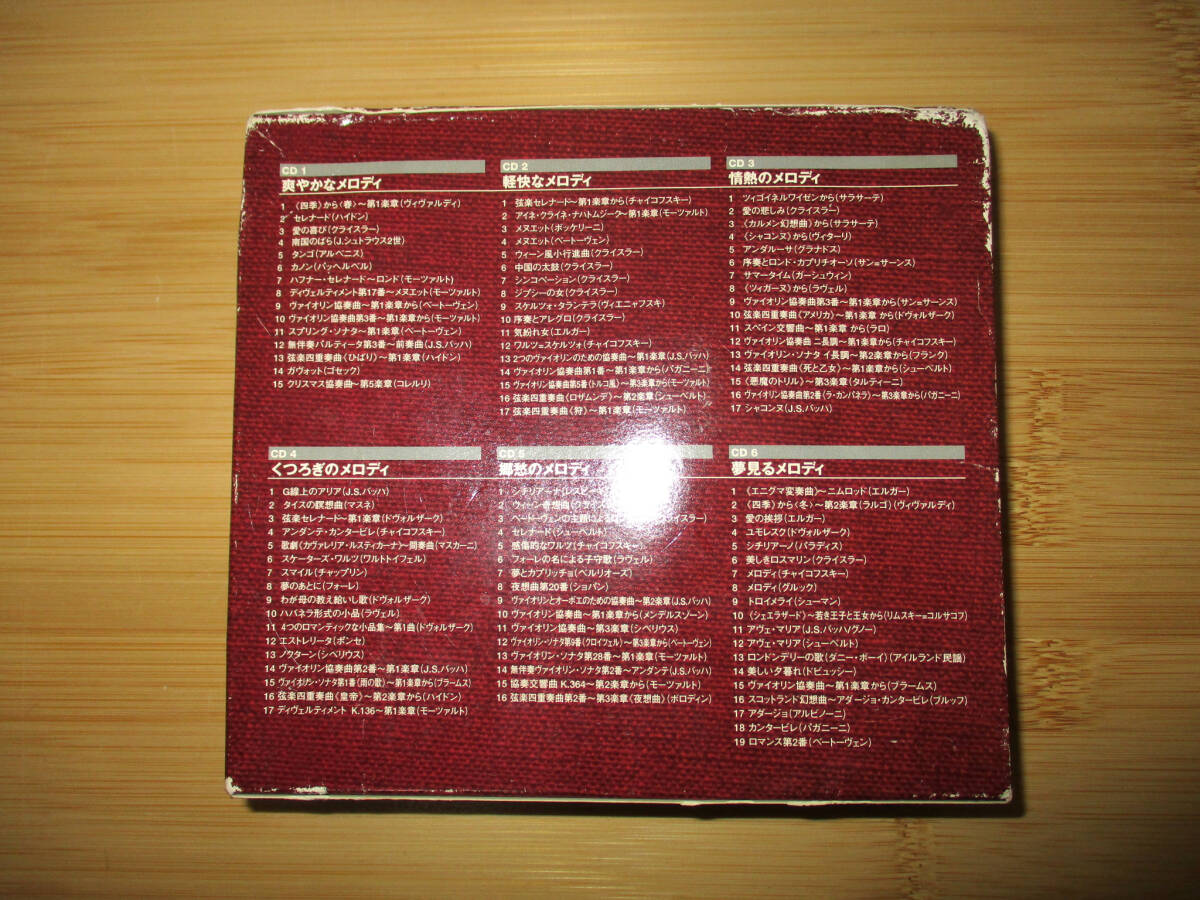 CD 1
爽やかなメロディ
1 〈四季〉から〈春〉~第1楽章(ヴィヴァルディ)
2 セレナード(ハイドン)
3 愛の喜び(クライスラー)
4 南国のばら(J.シュトラウス2世)
5 タンゴ(アルベニス)
6 カノン(パッヘルベル)
7 ハフナー・セレナード~ロンド(モーツァルト)
8 ディヴェルティメント第17番~メヌエット(モーツァルト)
9 ヴァイオリン協奏曲~第1楽章から(ベートーヴェン)
10 ヴァイオリン協奏曲第3番~第1楽章から(モーツァルト)
11 スプリング・ソナタ~第1楽章(ベートーヴェン)
12 無伴奏パルティータ第3番~前奏曲(J.S.バッハ)
13 弦楽四重奏曲〈ひばり〉~第1楽章(ハイドン)
14 ガヴォット(ゴセック)
15 クリスマス協奏曲~第5楽章(コレルリ)
CD 2
軽快なメロディ
1 弦楽セレナード~第1楽章から(チャイコフスキー)
2 アイネ・クライネ・ナハトムジーク~第1楽章(モーツァルト)
3 メヌエット(ボッケリーニ)
4 メヌエット(ベートーヴェン)
5 ウィーン風小行進曲(クライスラー)
6 中国の太鼓(クライスラー)
7 シンコペーション(クライスラー)
8 ジプシーの女(クライスラー)
9 スケルツォ・タランテラ(ヴィエニャフスキ)
10 序奏とアレグロ(クライスラー)
11 気紛れ女(エルガー)
12 ワルツ=スケルツォ(チャイコフスキー)
13 2つのヴァイオリンのための協奏曲~第1楽章(J.S.バッハ)
14 ヴァイオリン協奏曲第1番~第1楽章から(パガニーニ)
15 ヴァイオリン協奏曲第5番〈トルコ風〉~第3楽章から(モーツァルト)
16 弦楽四重奏曲〈ロザムンデ〉~第2楽章(シューベルト)
17 弦楽四重奏曲〈狩〉~第1楽章(モーツァルト)
CD 3
情熱のメロディ
1 ツィゴイネルワイゼンから(サラサーテ)
2 愛の悲しみ(クライスラー)
3 〈カルメン幻想曲〉から(サラサーテ)
4 〈シャコンヌ〉から(ヴィターリ)
5 アンダルーサ(グラナドス)
6 序奏とロンド・カプリチオーソ(サン=サーンス)
7 サマータイム(ガーシュウィン)
8 〈ツィガーヌ〉から(ラヴェル)
9 ヴァイオリン協奏曲第3番~第1楽章から(サン=サーンス)
10 弦楽四重奏曲〈アメリカ〉~第1楽章 から(ドヴォルザーク)
11 スペイン交響曲~第1楽章 から(ラロ)
12 ヴァイオリン協奏曲 ニ長調~第1楽章から(チャイコフスキー)
13 ヴァイオリン・ソナタ イ長調~第2楽章から(フランク)
14 弦楽四重奏曲〈死と乙女〉~第1楽章から(シューベルト)
15 〈悪魔のトリル〉~第3楽章(タルティーニ)
16 ヴァイオリン協奏曲第2番〈ラ・カンパネラ〉~第3楽章から(パガニーニ)
17 シャコンヌ(J.S.バッハ)
CD 4
くつろぎのメロディ
1 G線上のアリア(J.S.バッハ)
2 タイスの瞑想曲(マスネ)
3 弦楽セレナード~第1楽章(ドヴォルザーク)
4 アンダンテ・カンタービレ(チャイコフスキー)
5 歌劇〈カヴァレリア・ルスティカーナ〉~間奏曲(マスカーニ)
6 スケーターズ・ワルツ(ワルトトイフェル)
7 スマイル(チャップリン)
8 夢のあとに(フォーレ)
9 わが母の教え給いし歌(ドヴォルザーク)
10 ハバネラ形式の小品(ラヴェル)
11 4つのロマンティックな小品集~第1曲(ドヴォルザーク)
12 エストレリータ(ポンセ)
13 ノクターン(シベリウス)
14 ヴァイオリン協奏曲第2番~第1楽章(J.S.バッハ)
15 ヴァイオリン・ソナタ第1番〈雨の歌〉~第1楽章から(ブラームス)
16 弦楽四重奏曲〈皇帝〉~第2楽章から(ハイドン)
17 ディヴェルティメント K.136~第1楽章(モーツァルト)
CD 5
郷愁のメロディ
1 シチリアーナ(レスピーギ
2 ウィーン奇想曲(クライス
3 ベートーヴェンの主題による クライスラー)
4 セレナード(シューベルト)
5 感傷的なワルツ(チャイコフスキー)
6 フォーレの名による子守歌(ラヴェル)
7 夢とカプリッチョ(ベルリオーズ)
8 夜想曲第20番(ショパン)
9 ヴァイオリンとオーボエのための協奏曲~第2楽章(J.S.バッハ)
10 ヴァイオリン協奏曲~第1楽章から(メンデルスゾーン)
11 ヴァイオリン協奏曲~第3楽章(シベリウス)
12 ヴァイオリン・ソナタ第9番〈クロイツェル〉~第3楽章から(ベートーヴェン)
13 ヴァイオリン・ソナタ第28番~第1楽章(モーツァルト)
14 無伴奏ヴァイオリン・ソナタ第2番~アンダンテ(J.S.バッハ)
15 協奏交響曲 K.364~第2楽章から(モーツァルト)
16 弦楽四重奏曲第2番~第3楽章〈夜想曲〉(ボロディン)
CD 6
夢見るメロディ
1 〈エニグマ変奏曲〉~ニムロッド(エルガー)
2 〈四季〉から〈冬〉~第2楽章(ラルゴ)(ヴィヴァルディ)
3 愛の挨拶(エルガー)
4 ユモレスク(ドヴォルザーク)
5 シチリアーノ(パラディス)
6 美しきロスマリン(クライスラー)
7 メロディ(チャイコフスキー)
8 メロディ(グルック)
9 トロイメライ(シューマン)
10 〈シェエラザード〉~若き王子と王女から(リムスキー=コルサコフ)
11 アヴェ・マリア(J.S.バッハ/グノー)
12 アヴェ・マリア(シューベルト)
13 ロンドンデリーの歌(ダニー・ボーイ)(アイルランド民謡)
14 美しい夕暮れ(ドビュッシー)
15 ヴァイオリン協奏曲~第1楽章から(ブラームス)
16 スコットランド幻想曲~アダージョ・カンタービレ(ブルッフ)
17 アダージョ(アルビノーニ)
18 カンタービレ(パガニーニ)
19 ロマンス第2番(ベートーヴェン)